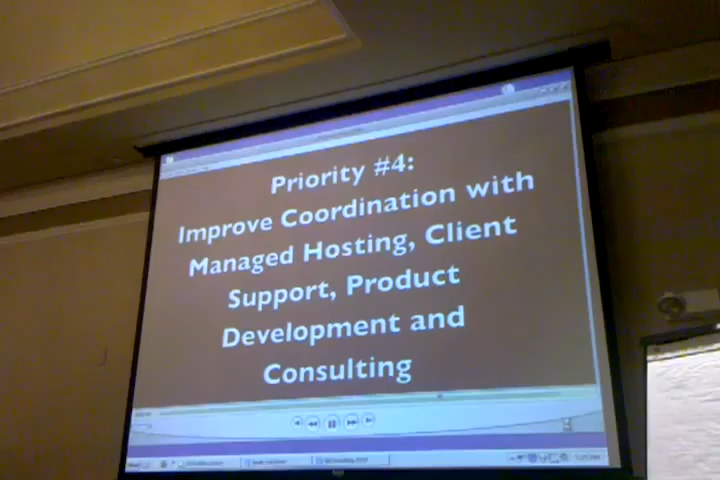 Priority #4:
Improve Coordination with
Managed Hosting, Client
Support, Product
Development and
Consulting